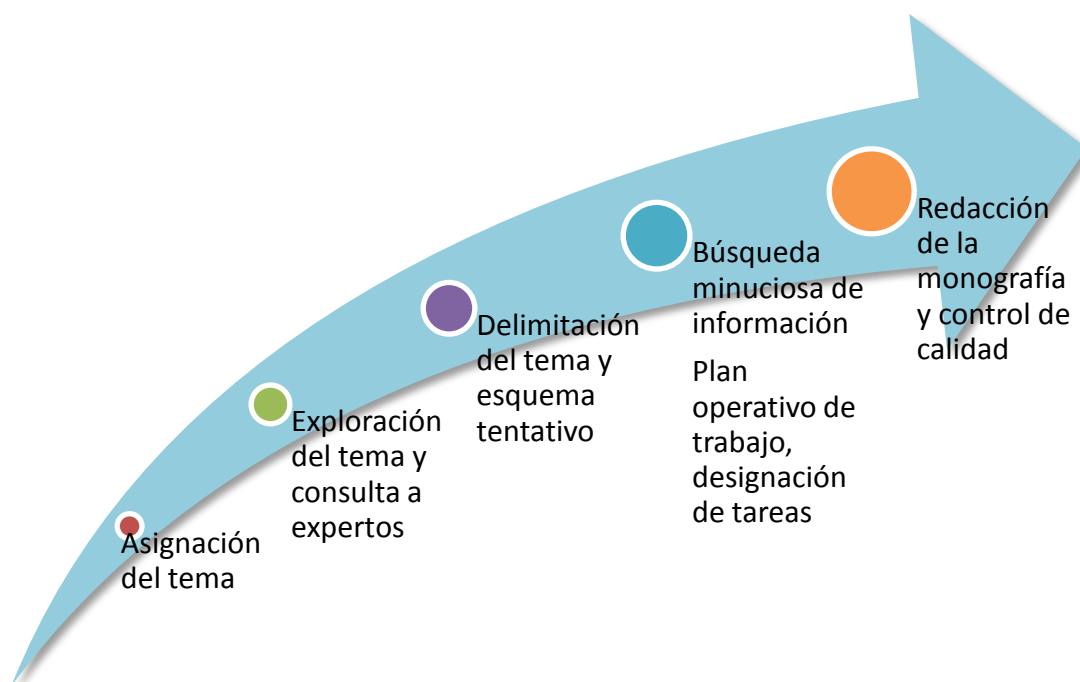 Asignación
del tema
Exploración
del tema y
consulta a
expertos
Delimitación
del tema y
esquema
tentativo
Búsqueda
minuciosa de
información
Plan
operativo de
trabajo,
designación
de tareas
Redacción
de la
monografía
y control de
calidad